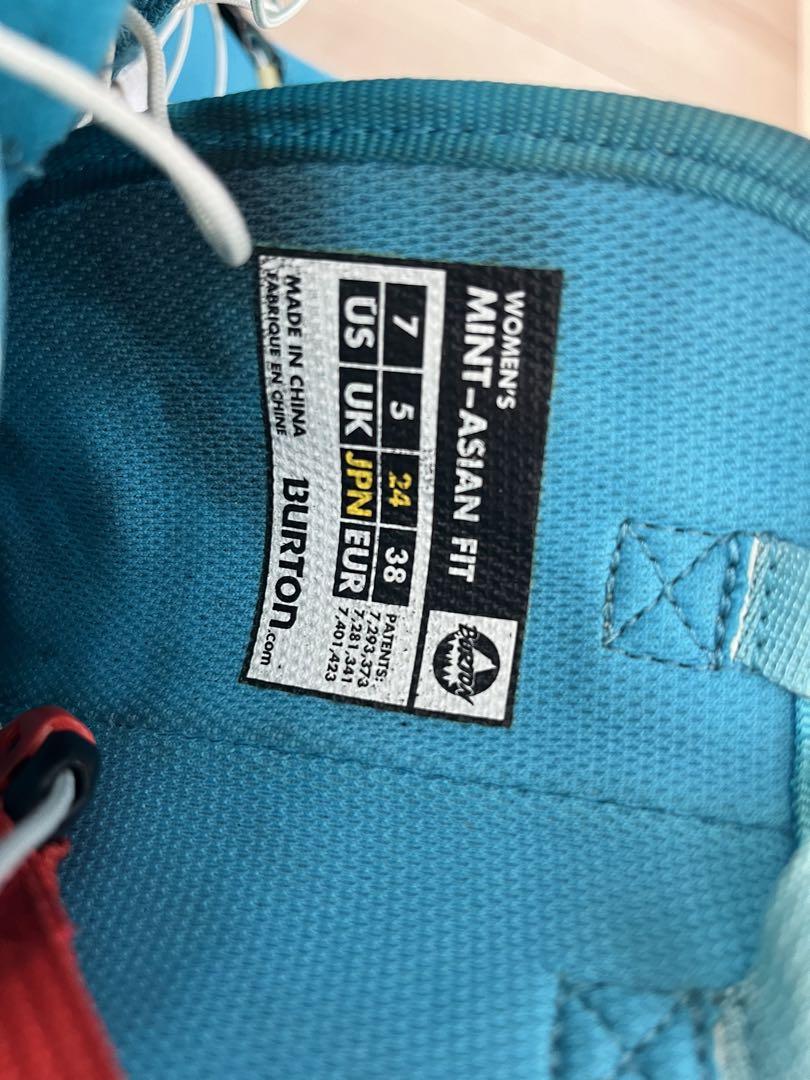 WOMEN'S
MINT-ASIAN FIT
BURTON
7 5 24 38
US UK JPN EUR
PATENTS:
7,293,373
7,281,341
7,401,423
MADE IN CHINA
FABRIQUE EN CHINE
BURTON.com